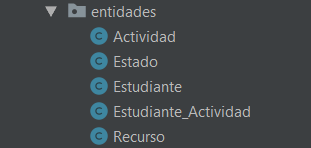 entidades
Actividad
Estado
Estudiante
Estudiante_Actividad
Recurso